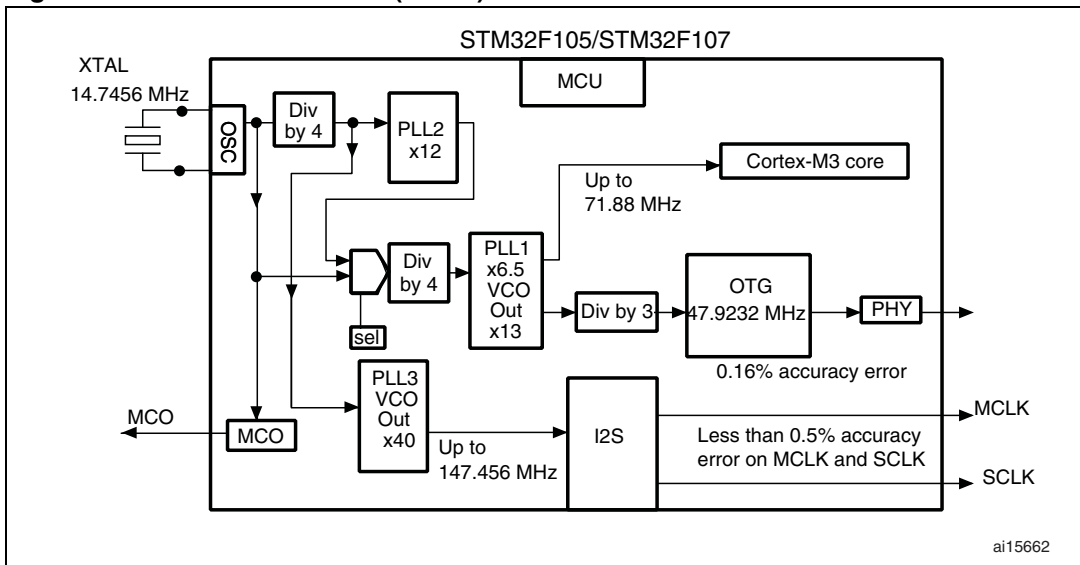 STM32F105/STM32F107
XTAL
14.7456 MHz
MCU
OSC
Div
by 4
PLL2
x12
Cortex-M3 core
Up to
71.88 MHz
Div
by 4
PLL1
x6.5
VCO
Out
x13
sel
Div by 3
OTG
47.9232 MHz
PHY
0.16% accuracy error
PLL3
VCO
Out
x40
MCO
MCO
Up to
147.456 MHz
I2S
MCLK
Less than 0.5% accuracy
error on MCLK and SCLK
SCLK
ai15662